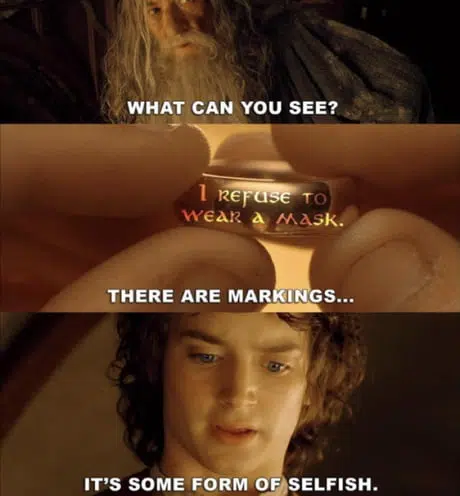 WHAT CAN YOU SEE?
I REFUSE TO
WEAR A MASK.
THERE ARE MARKINGS...
IT'S SOME FORM OF SELFISH.